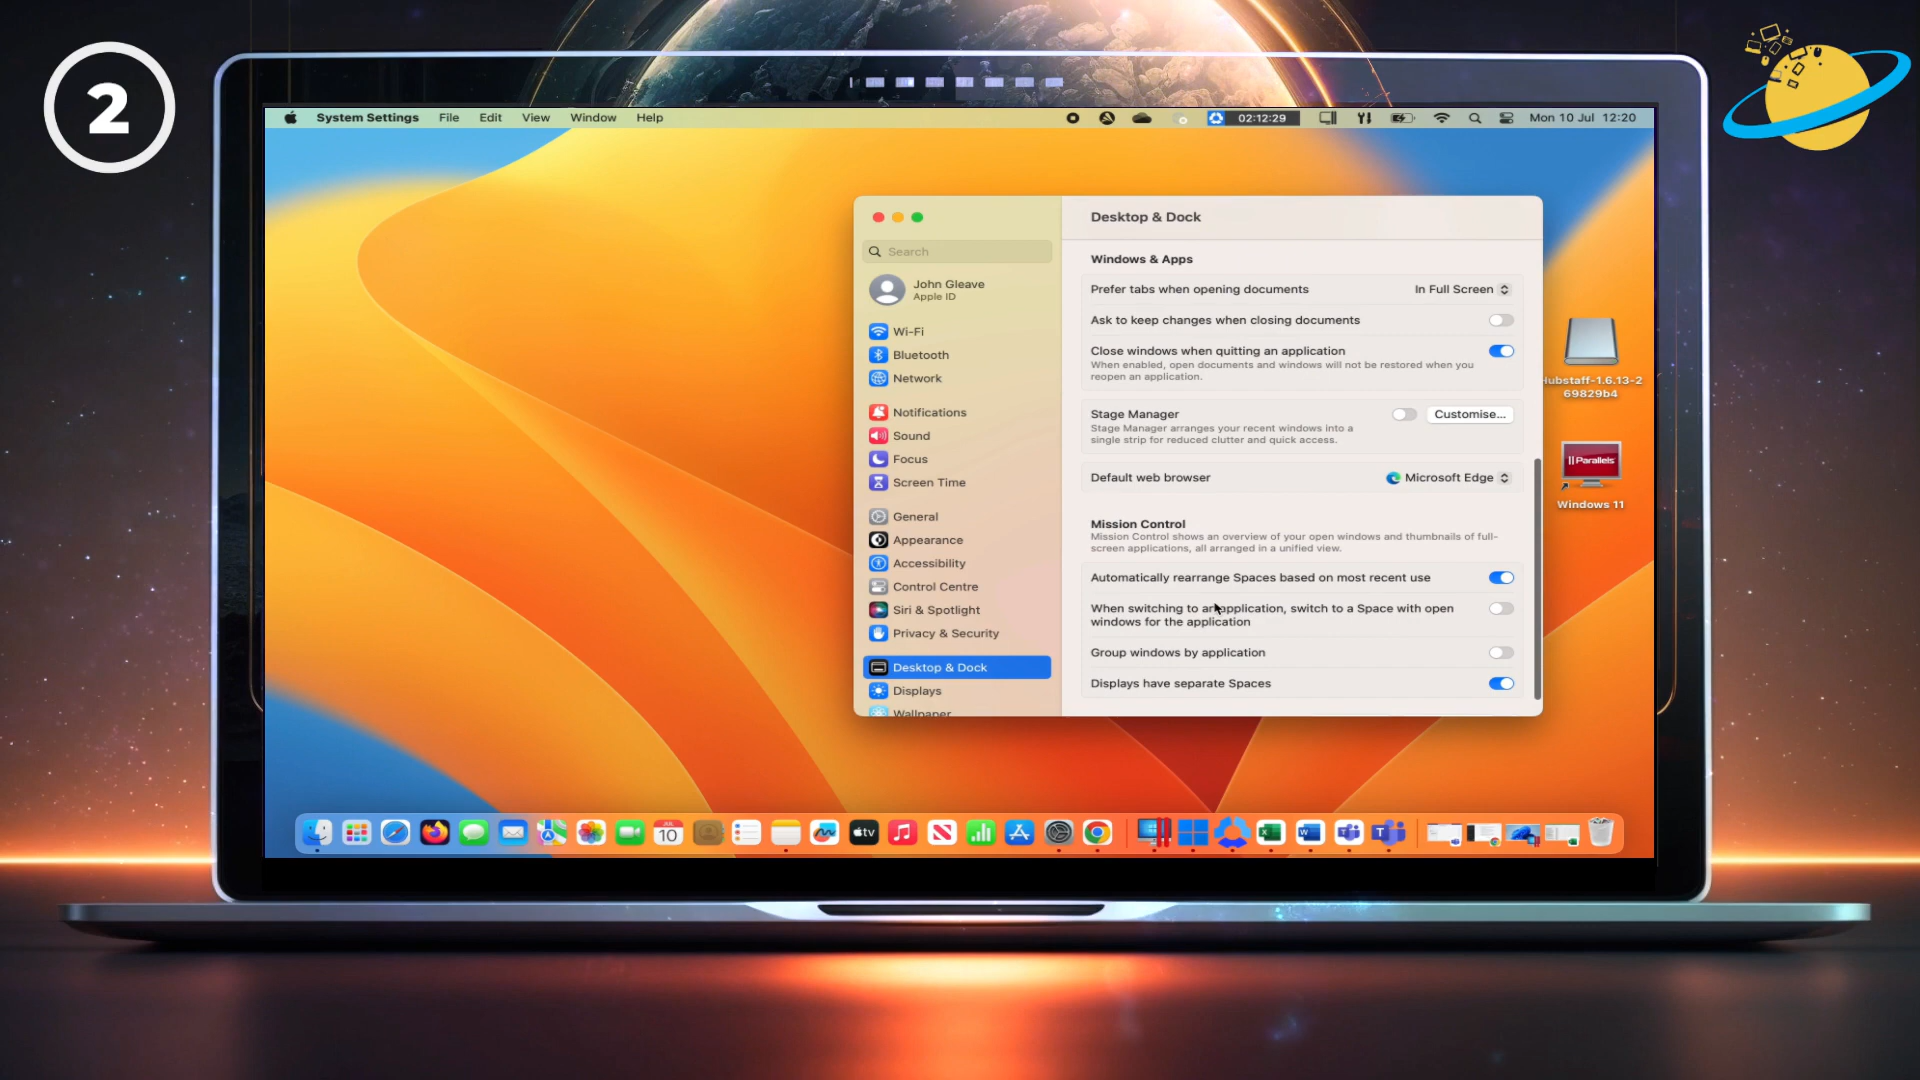 2
System Settings File Edit View Window Help 02:12:29 Mon 10 Jul 12:20
Search
John Gleave
Apple ID
Wi-Fi
Bluetooth
Network
Notifications
Sound
Focus
Screen Time
General
Appearance
Accessibility
Control Centre
Siri & Spotlight
Privacy & Security
Desktop & Dock
Displays
Wallpaper
Desktop & Dock
Windows & Apps
Prefer tabs when opening documents In Full Screen
Ask to keep changes when closing documents
Close windows when quitting an application
When enabled, open documents and windows will not be restored when you
reopen an application.
Stage Manager Customise...
Stage Manager arranges your recent windows into a
single strip for reduced clutter and quick access.
Default web browser Microsoft Edge
Mission Control
Mission Control shows an overview of your open windows and thumbnails of full-
screen applications, all arranged in a unified view.
Automatically rearrange Spaces based on most recent use
When switching to an application, switch to a Space with open
windows for the application
Group windows by application
Displays have separate Spaces
Hubstaff-1.6.13-2
69829b4
Parallels
Windows 11
JUL
10
tv